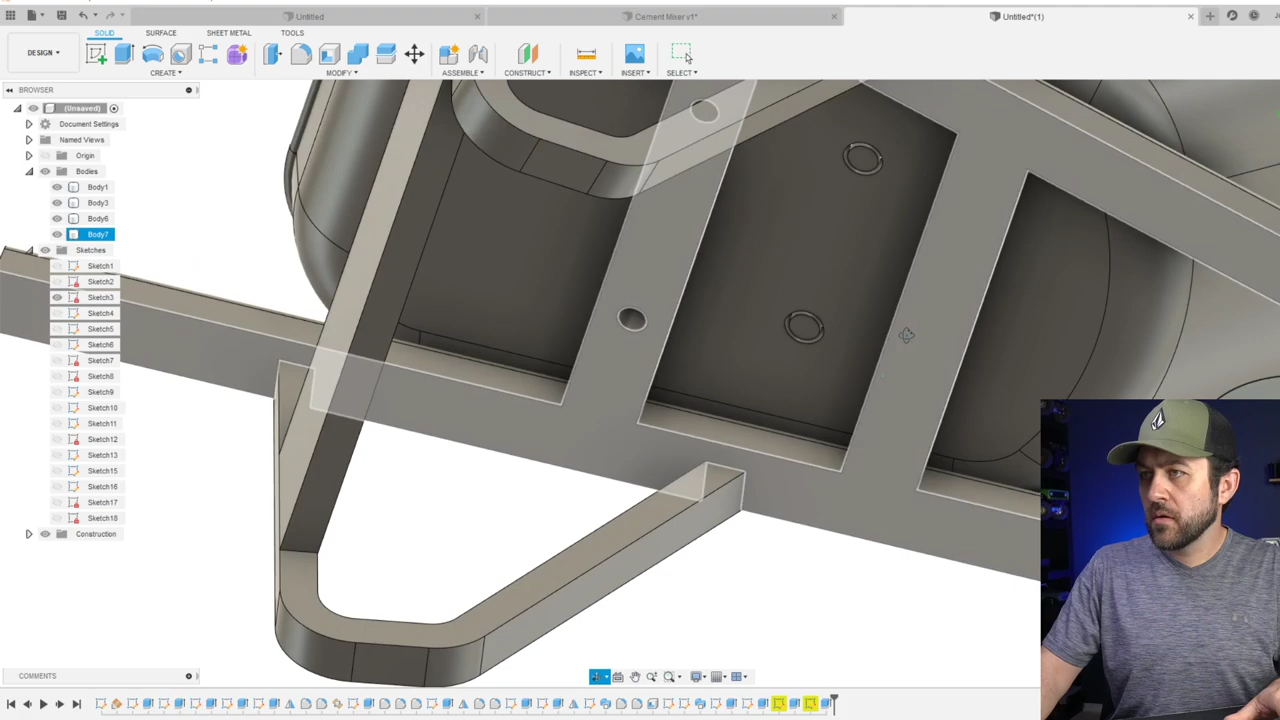 Untitled
Cement Mixer v1*
Untitled*(1)
DESIGN
SOLID
SURFACE
SHEET METAL
TOOLS
CREATE
MODIFY
ASSEMBLE
CONSTRUCT
INSPECT
INSERT
SELECT
BROWSER
(Unsaved)
Document Settings
Named Views
Origin
Bodies
Body1
Body3
Body6
Body7
Sketches
Sketch1
Sketch2
Sketch3
Sketch4
Sketch5
Sketch6
Sketch7
Sketch8
Sketch9
Sketch10
Sketch11
Sketch12
Sketch13
Sketch15
Sketch16
Sketch17
Sketch18
Construction
COMMENTS